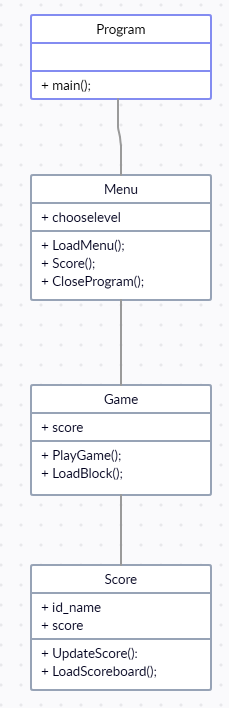 Program
+ main();
Menu
+ chooselevel
+ LoadMenu();
+ Score();
+ CloseProgram();
Game
+ score
+ PlayGame();
+ LoadBlock();
Score
+ id_name
+ score
+ UpdateScore():
+ LoadScoreboard();